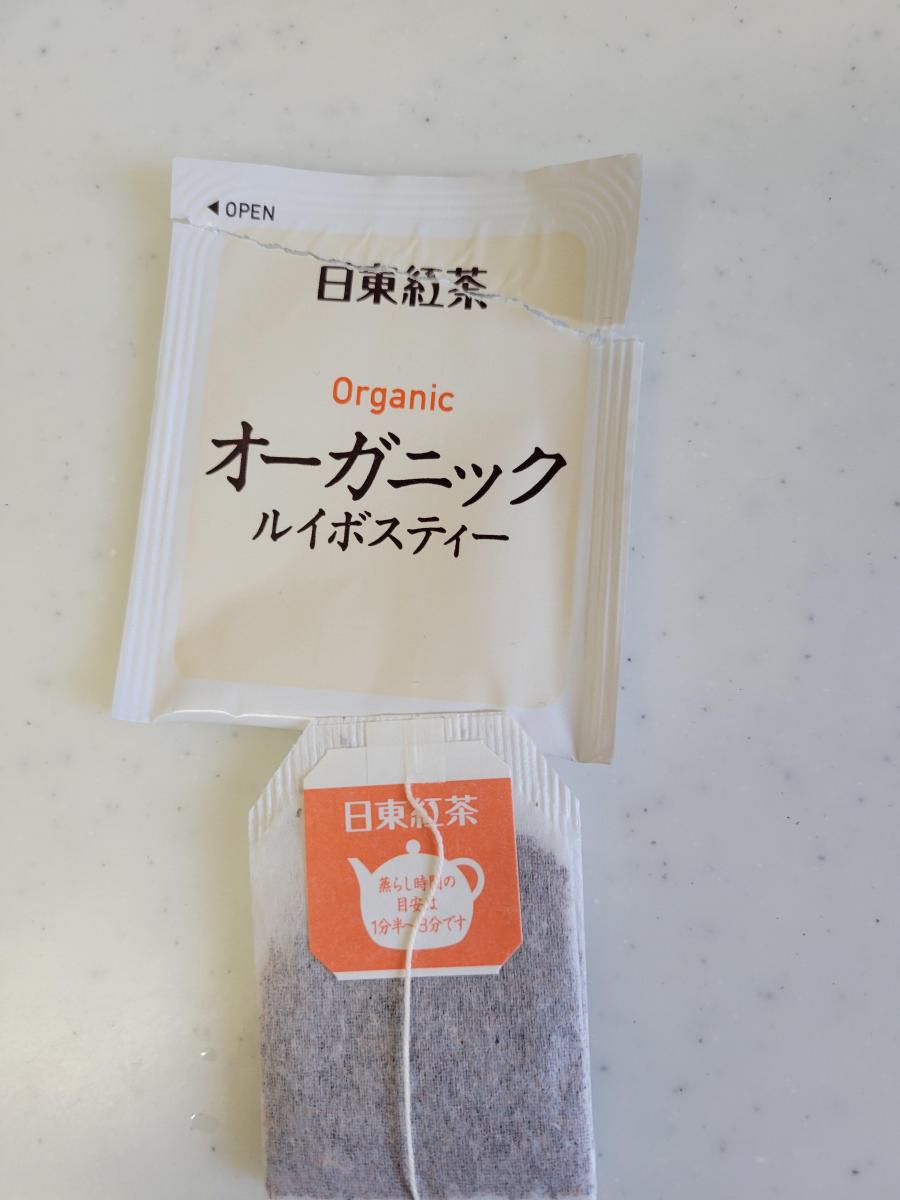 ◀ OPEN
日東紅茶
Organic
オーガニック
ルイボスティー
日東紅茶
蒸らし時間の
目安は
1分半〜3分です